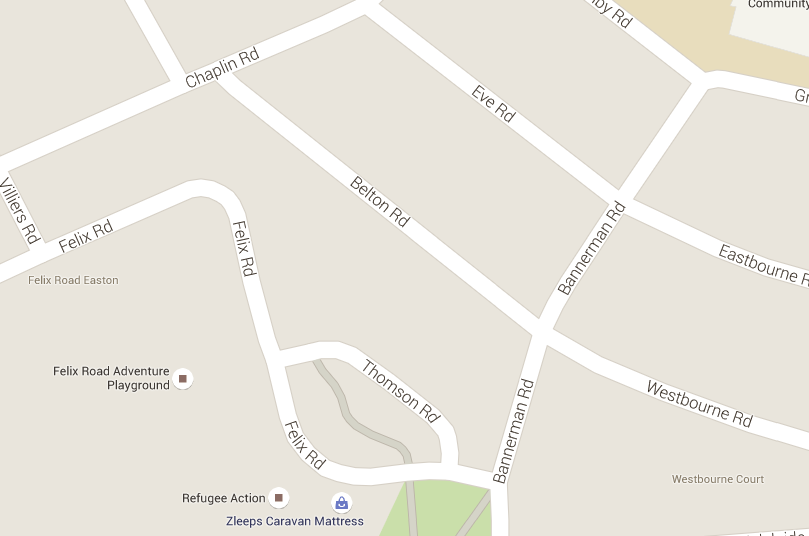 Community
Chaplin Rd
Eve Rd
Villiers Rd
Felix Rd
Belton Rd
Felix Rd
Bannerman Rd
Eastbourne R
Felix Road Easton
Felix Road Adventure
Playground
Thomson Rd
Bannerman Rd
Westbourne Rd
Felix Rd
Westbourne Court
Refugee Action
Zleeps Caravan Mattress